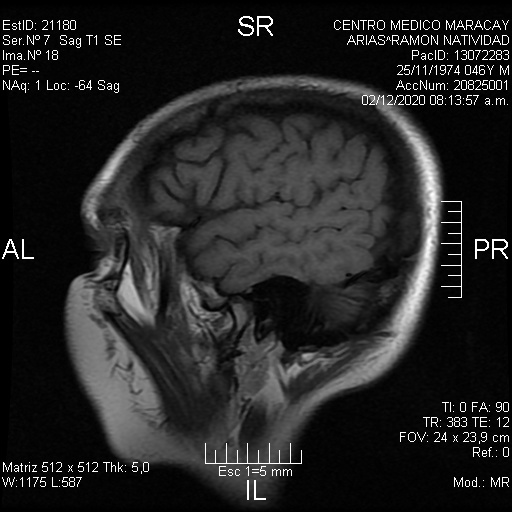 EstID: 21180
Ser.Nº 7 Sag T1 SE
Ima.Nº 18
PE= --
NAq: 1 Loc: -64 Sag
SR
CENTRO MEDICO MARACAY
ARIAS^RAMON NATIVIDAD
PacID: 13072283
25/11/1974 046Y M
AccNum: 20825001
02/12/2020 08:13:57 a.m.
AL
PR
TI: 0 FA: 90
TR: 383 TE: 12
FOV: 24 x 23,9 cm
Ref.: 0
Matriz 512 x 512 Thk: 5,0
W:1175 L:587
Esc 1=5 mm
IL
Mod.: MR